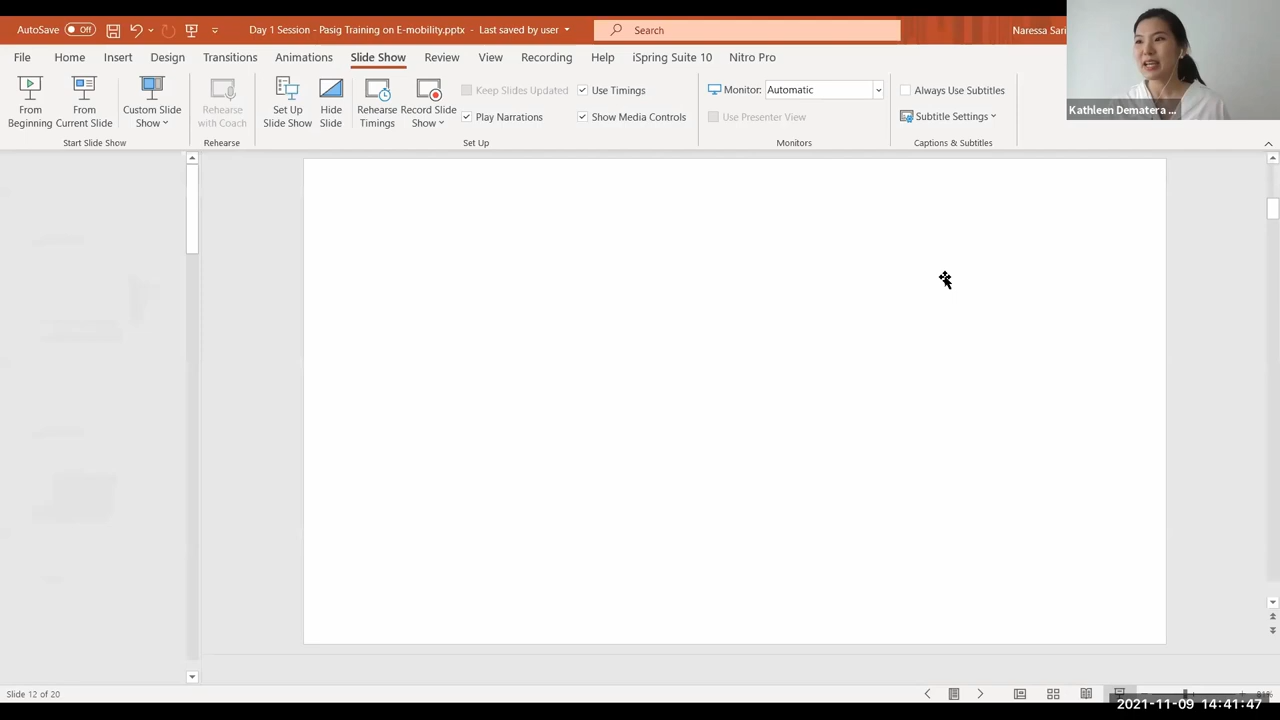 AutoSave Off Day 1 Session - Pasig Training on E-mobility.pptx - Last saved by user Search Naressa Sari
File Home Insert Design Transitions Animations Slide Show Review View Recording Help iSpring Suite 10 Nitro Pro
From Beginning
From Current Slide
Custom Slide Show
Rehearse with Coach
Set Up Slide Show
Hide Slide
Rehearse Timings
Record Slide Show
Keep Slides Updated
Play Narrations
Use Timings
Show Media Controls
Monitor: Automatic
Use Presenter View
Always Use Subtitles
Subtitle Settings
Start Slide Show Rehearse Set Up Monitors Captions & Subtitles
Kathleen Dematera ...
Slide 12 of 20
2021-11-09 14:41:47